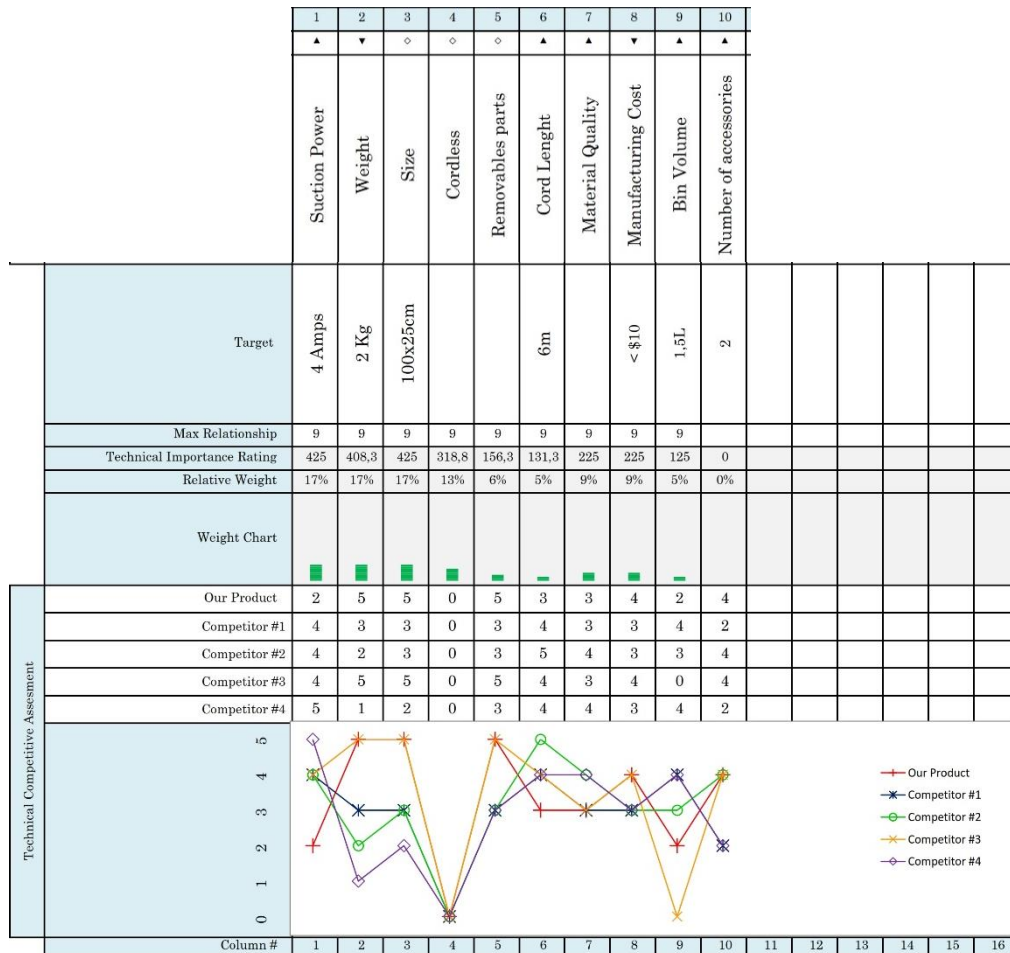 1 2 3 4 5 6 7 8 9 10
▲ ▼ ◇ ◇ ◇ ▲ ▲ ▼ ▲ ▲
Suction Power
Weight
Size
Cordless
Removables parts
Cord Lenght
Material Quality
Manufacturing Cost
Bin Volume
Number of accessories
Target 4 Amps 2 Kg 100x25cm 6m < $10 1,5L 2
Max Relationship 9 9 9 9 9 9 9 9 9
Technical Importance Rating 425 408,3 425 318,8 156,3 131,3 225 225 125 0
Relative Weight 17% 17% 17% 13% 6% 5% 9% 9% 5% 0%
Weight Chart
Technical Competitive Assesment
Our Product 2 5 5 0 5 3 3 4 2 4
Competitor #1 4 3 3 0 3 4 3 3 4 2
Competitor #2 4 2 3 0 3 5 4 3 3 4
Competitor #3 4 5 5 0 5 4 3 4 0 4
Competitor #4 5 1 2 0 3 4 4 3 4 2
5
4
3
2
1
0
Our Product
Competitor #1
Competitor #2
Competitor #3
Competitor #4
Column # 1 2 3 4 5 6 7 8 9 10 11 12 13 14 15 16